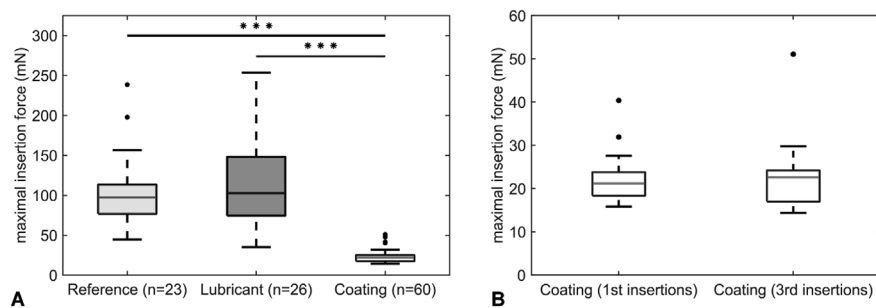 * * *
* * *
maximal insertion force (mN)
300
250
200
150
100
50
0
Reference (n=23) Lubricant (n=26) Coating (n=60)
A
maximal insertion force (mN)
60
50
40
30
20
10
0
Coating (1st insertions) Coating (3rd insertions)
B